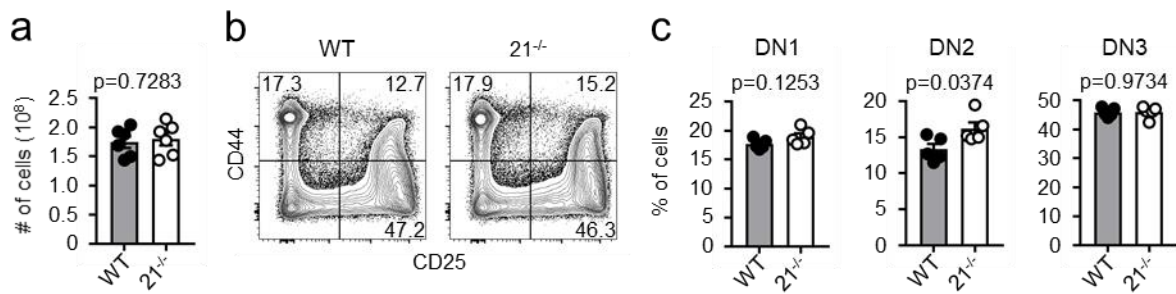 a
p=0.7283
# of cells (10⁸)
2.5
2.0
1.5
1.0
0.5
0
WT
21⁻/⁻
b
WT
21⁻/⁻
17.3
12.7
47.2
17.9
15.2
46.3
CD44
CD25
c
DN1
DN2
DN3
p=0.1253
p=0.0374
p=0.9734
% of cells
25
20
15
10
5
0
WT
21⁻/⁻
20
15
10
5
0
WT
21⁻/⁻
50
40
30
20
10
0
WT
21⁻/⁻